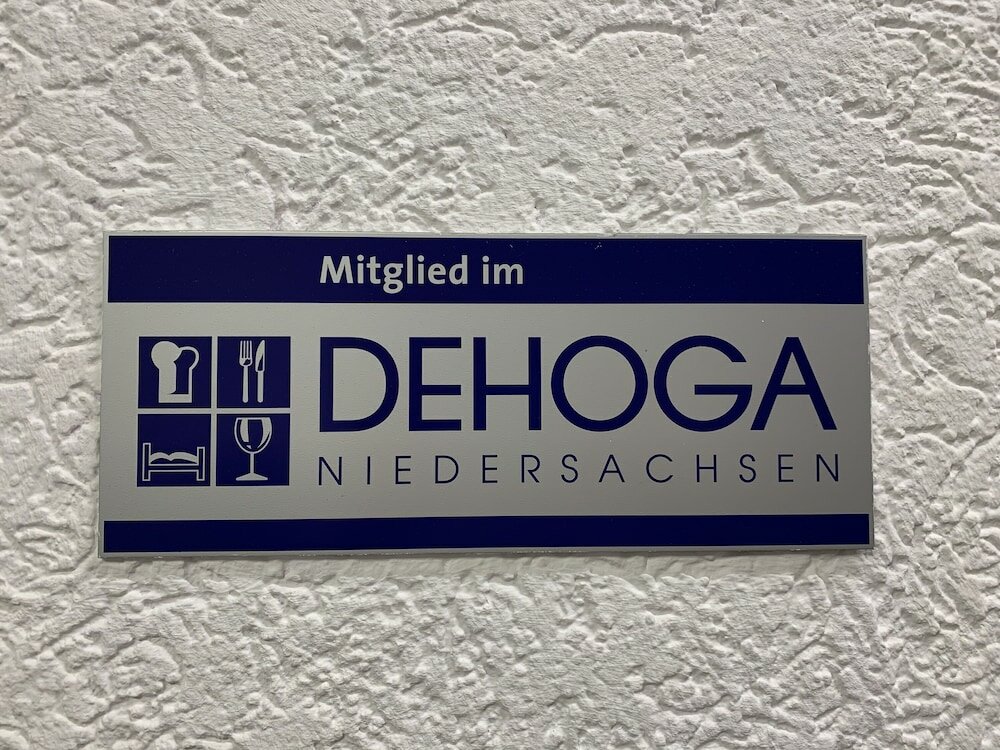 Mitglied im
DEHOGA
NIEDERSACHSEN